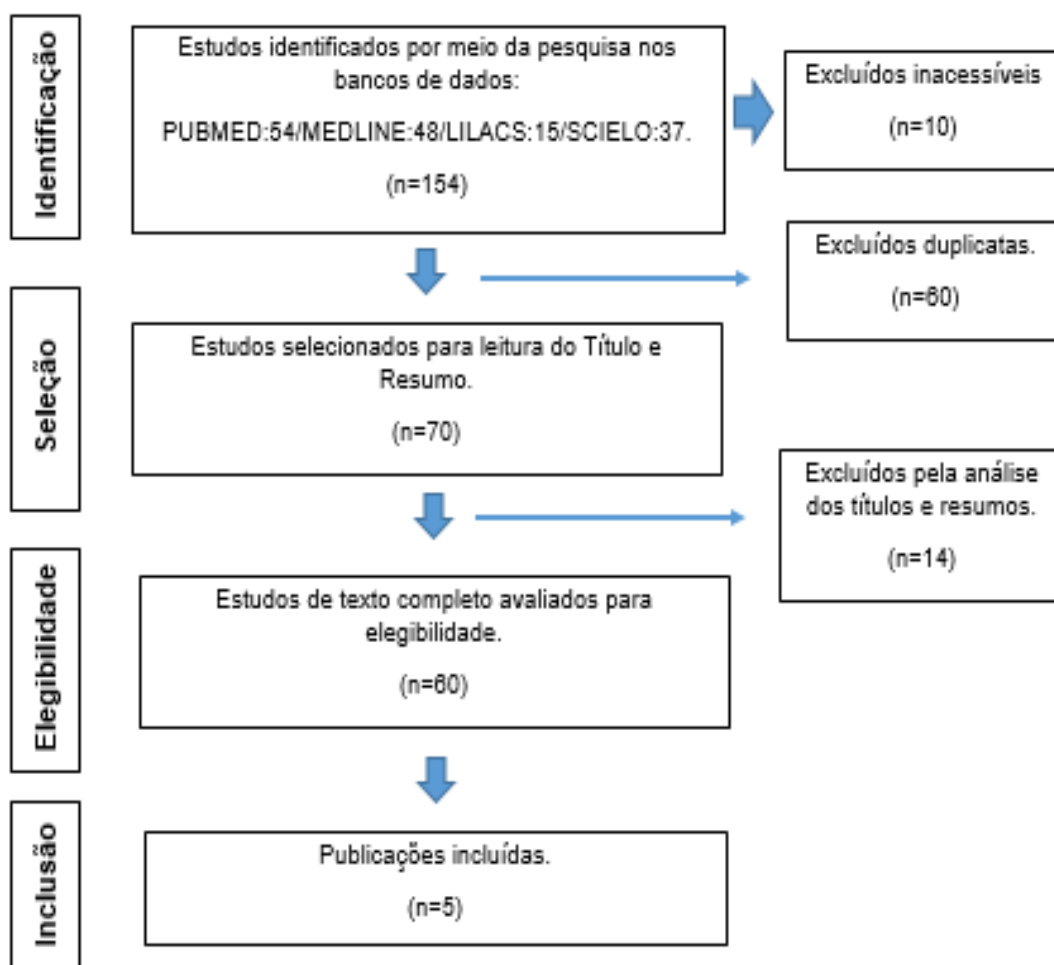 Identificação
Estudos identificados por meio da pesquisa nos
bancos de dados:
PUBMED:54/MEDLINE:48/LILACS:15/SCIELO:37.
(n=154)
Excluídos inacessíveis
(n=10)
Excluídos duplicatas.
(n=60)
Seleção
Estudos selecionados para leitura do Título e
Resumo.
(n=70)
Excluídos pela análise
dos títulos e resumos.
(n=14)
Elegibilidade
Estudos de texto completo avaliados para
elegibilidade.
(n=60)
Inclusão
Publicações incluídas.
(n=5)